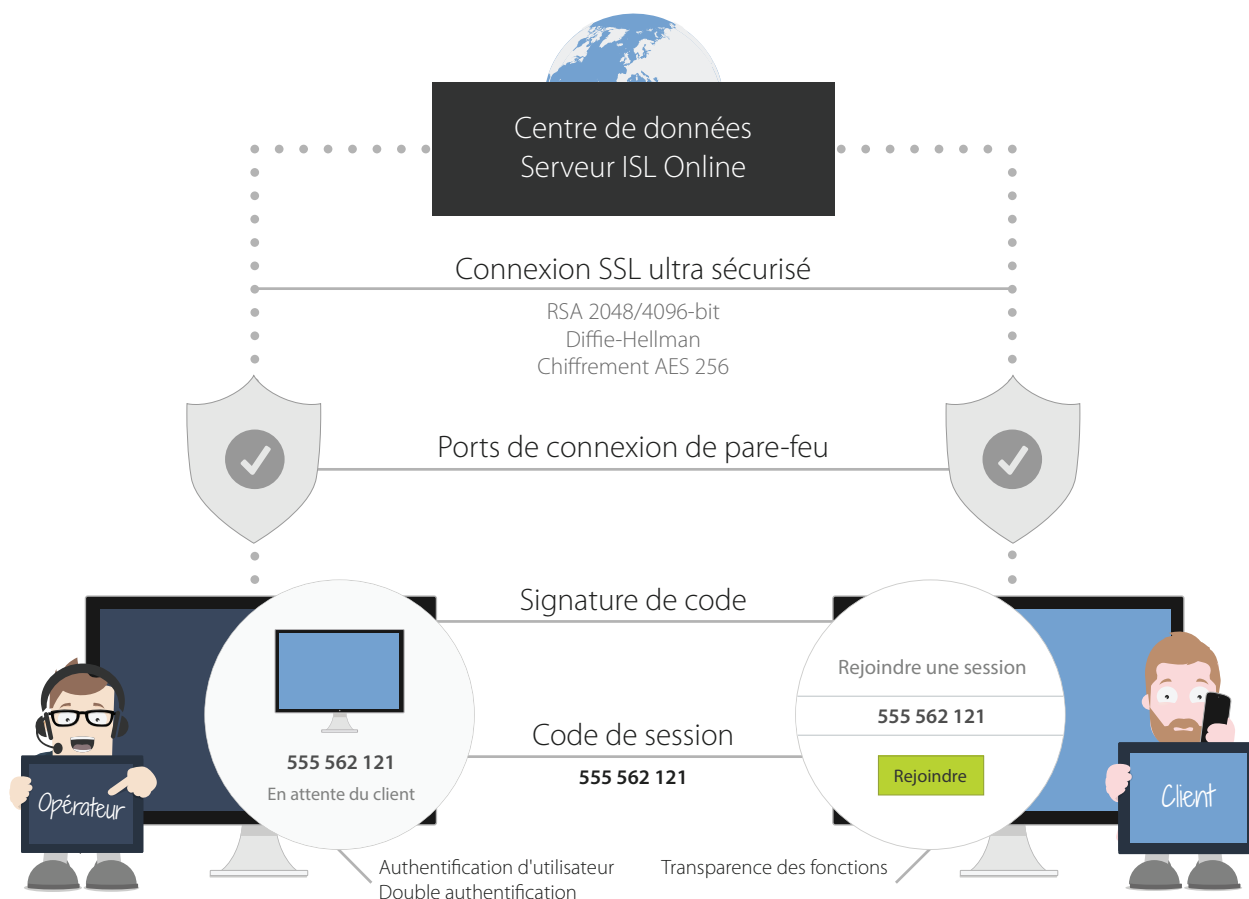 Centre de données
Serveur ISL Online
Connexion SSL ultra sécurisé
RSA 2048/4096-bit
Diffie-Hellman
Chiffrement AES 256
Ports de connexion de pare-feu
Signature de code
Rejoindre une session
555 562 121
Code de session
555 562 121
555 562 121
En attente du client
Rejoindre
Opérateur
Client
Authentification d'utilisateur
Double authentification
Transparence des fonctions